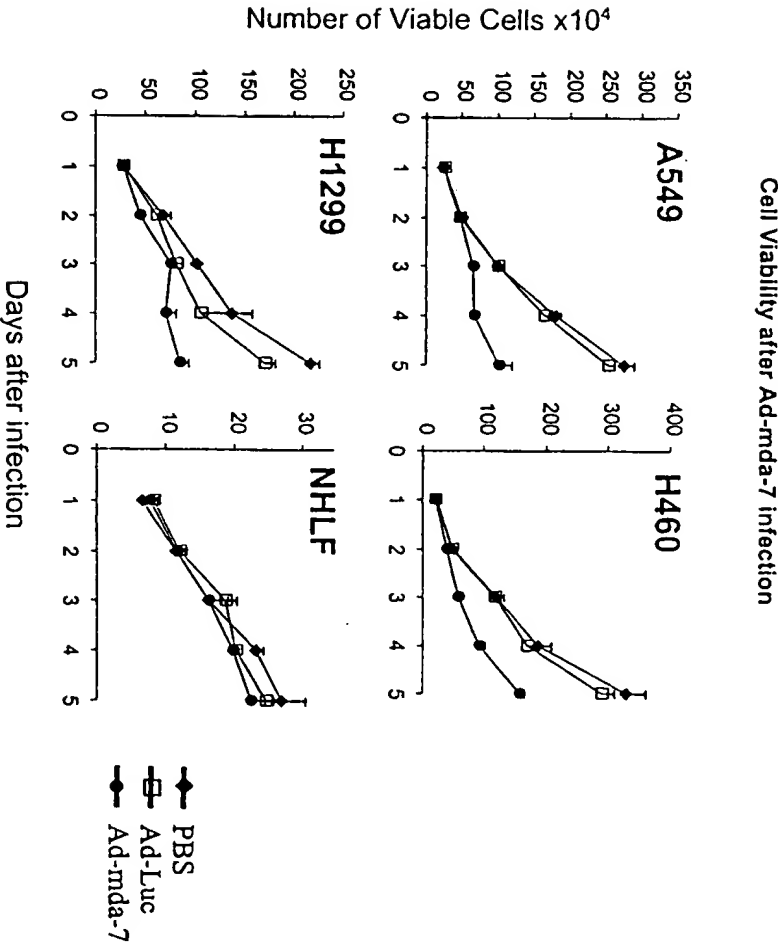 Cell Viability after Ad-mda-7 infection
Number of Viable Cells x10⁴
A549
350
300
250
200
150
100
50
0
0 1 2 3 4 5
H460
400
300
200
100
0
0 1 2 3 4 5
H1299
250
200
150
100
50
0
0 1 2 3 4 5
NHLF
30
20
10
0
0 1 2 3 4 5
Days after infection
PBS
Ad-Luc
Ad-mda-7